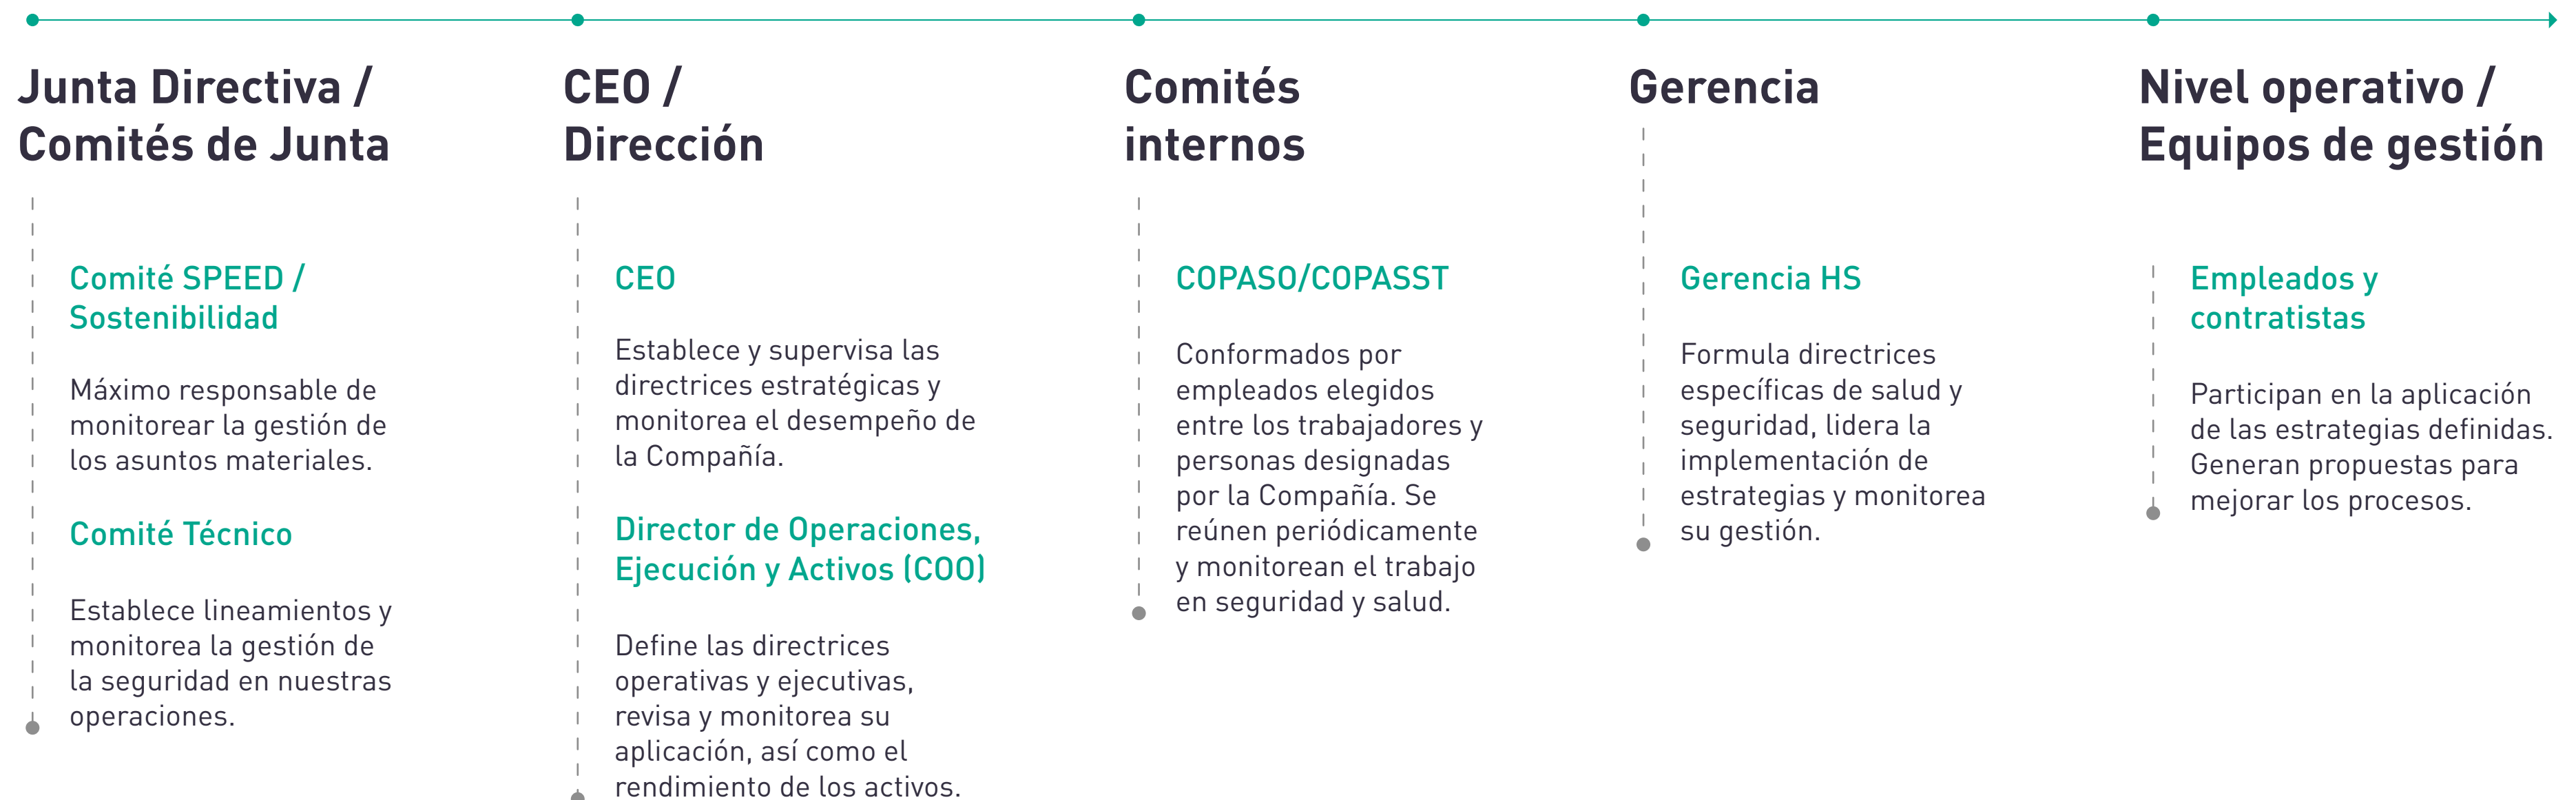 Junta Directiva /
Comités de Junta
Comité SPEED /
Sostenibilidad
Máximo responsable de
monitorear la gestión de
los asuntos materiales.
Comité Técnico
Establece lineamientos y
monitorea la gestión de
la seguridad en nuestras
operaciones.
CEO /
Dirección
CEO
Establece y supervisa las
directrices estratégicas y
monitorea el desempeño de
la Compañía.
Director de Operaciones,
Ejecución y Activos (COO)
Define las directrices
operativas y ejecutivas,
revisa y monitorea su
aplicación, así como el
rendimiento de los activos.
Comités
internos
COPASO/COPASST
Conformados por
empleados elegidos
entre los trabajadores y
personas designadas
por la Compañía. Se
reúnen periódicamente
y monitorean el trabajo
en seguridad y salud.
Gerencia
Gerencia HS
Formula directrices
específicas de salud y
seguridad, lidera la
implementación de
estrategias y monitorea
su gestión.
Nivel operativo /
Equipos de gestión
Empleados y
contratistas
Participan en la aplicación
de las estrategias definidas.
Generan propuestas para
mejorar los procesos.